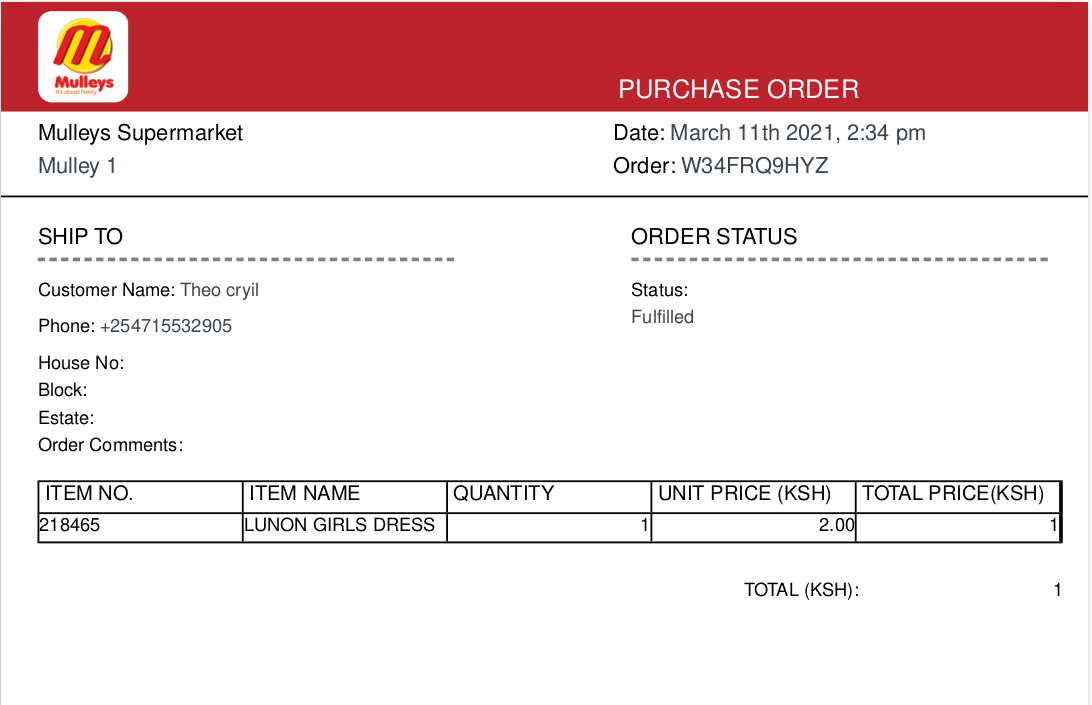 Mulleys
It's about family.
PURCHASE ORDER
Mulleys Supermarket
Mulley 1
Date: March 11th 2021, 2:34 pm
Order: W34FRQ9HYZ
SHIP TO
Customer Name: Theo cryil
Phone: +254715532905
House No:
Block:
Estate:
Order Comments:
ORDER STATUS
Status:
Fulfilled
ITEM NO. ITEM NAME QUANTITY UNIT PRICE (KSH) TOTAL PRICE(KSH)
218465 LUNON GIRLS DRESS 1 2.00 1
TOTAL (KSH): 1